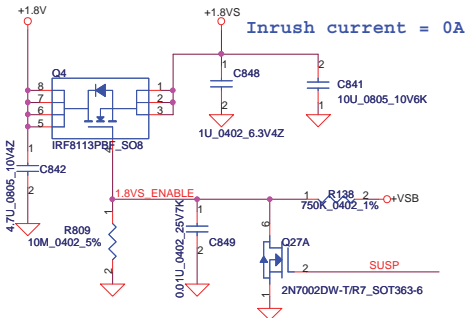 +1.8V
+1.8VS
Inrush current = 0A
Q4
8
7
6
5
1
2
3
4
IRF8113PBF_SO8
1
C848
2
1U_0402_6.3V4Z
2
C841
1
10U_0805_10V6K
1
C842
2
4.7U_0805_10V4Z
1.8VS_ENABLE
1
R809
10M_0402_5%
2
1
C849
2
0.01U_0402_25V7K
1
R138
2
750K_0402_1%
+VSB
6
Q27A
2
SUSP
1
2N7002DW-T/R7_SOT363-6